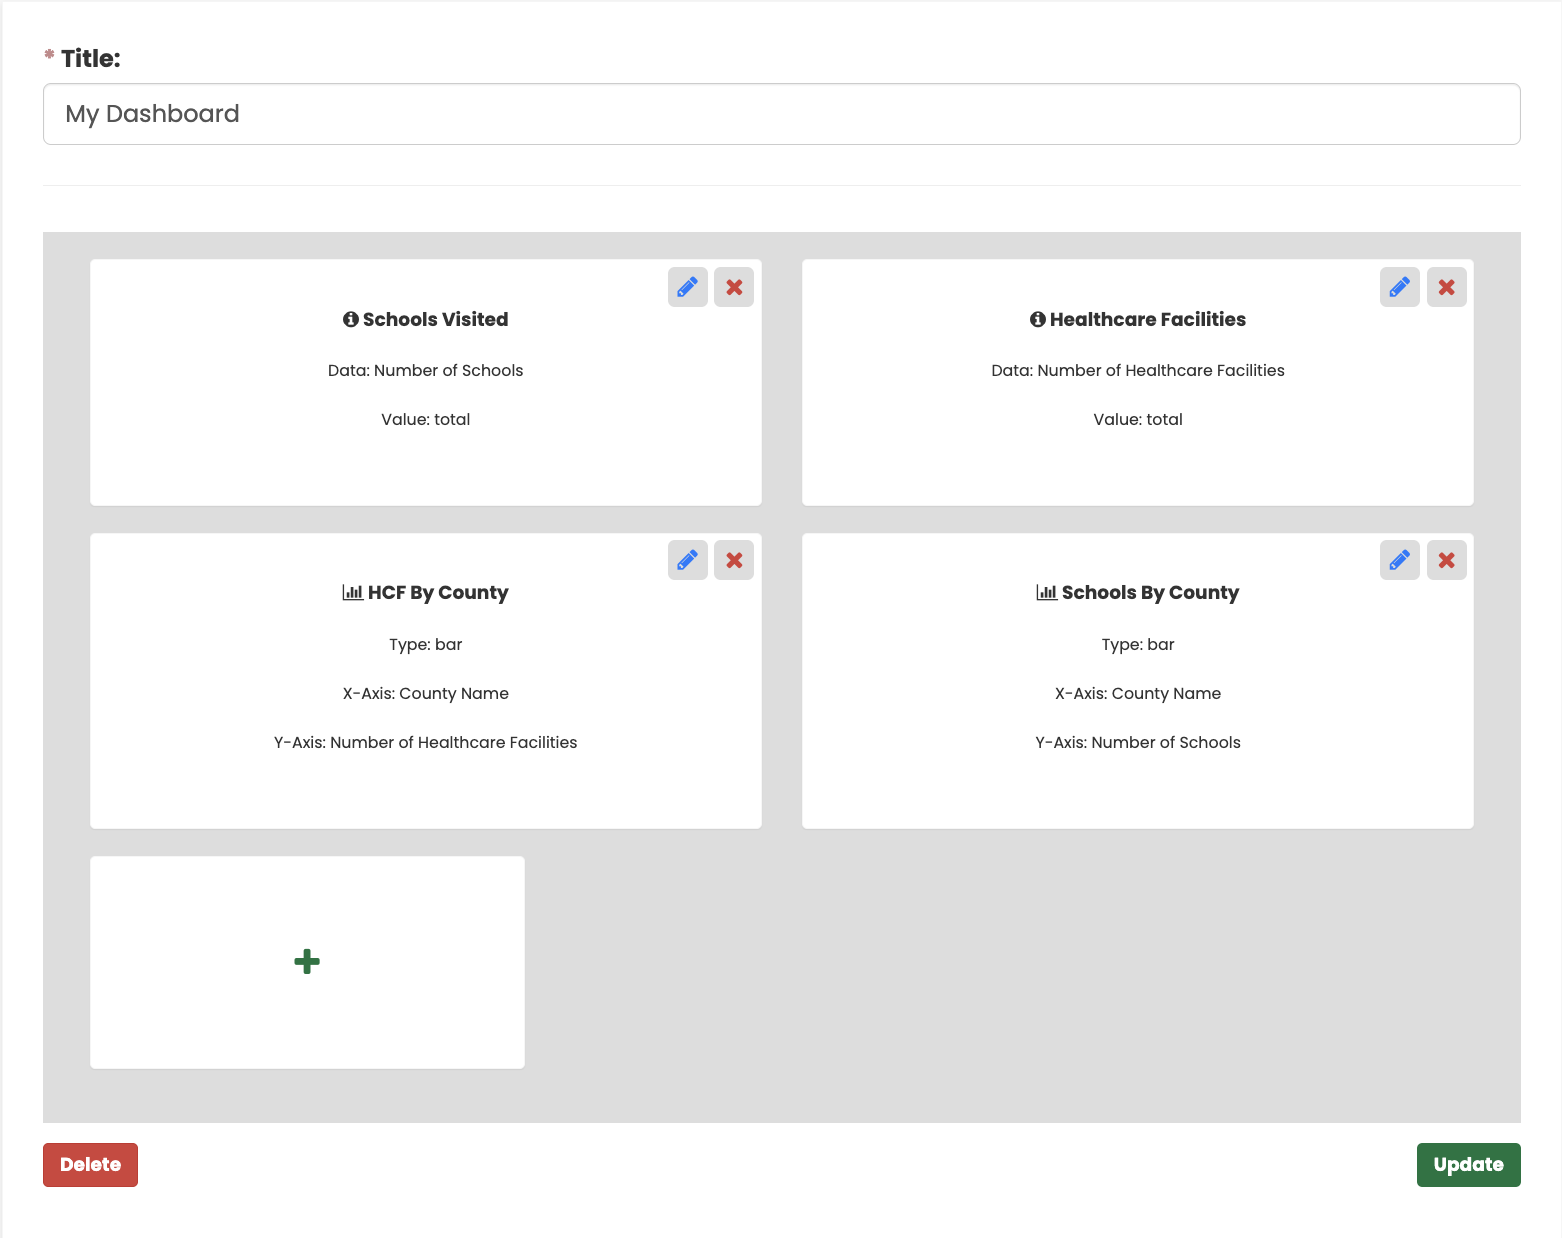 * Title:
My Dashboard
Schools Visited
Data: Number of Schools
Value: total
Healthcare Facilities
Data: Number of Healthcare Facilities
Value: total
HCF By County
Type: bar
X-Axis: County Name
Y-Axis: Number of Healthcare Facilities
Schools By County
Type: bar
X-Axis: County Name
Y-Axis: Number of Schools
Delete
Update